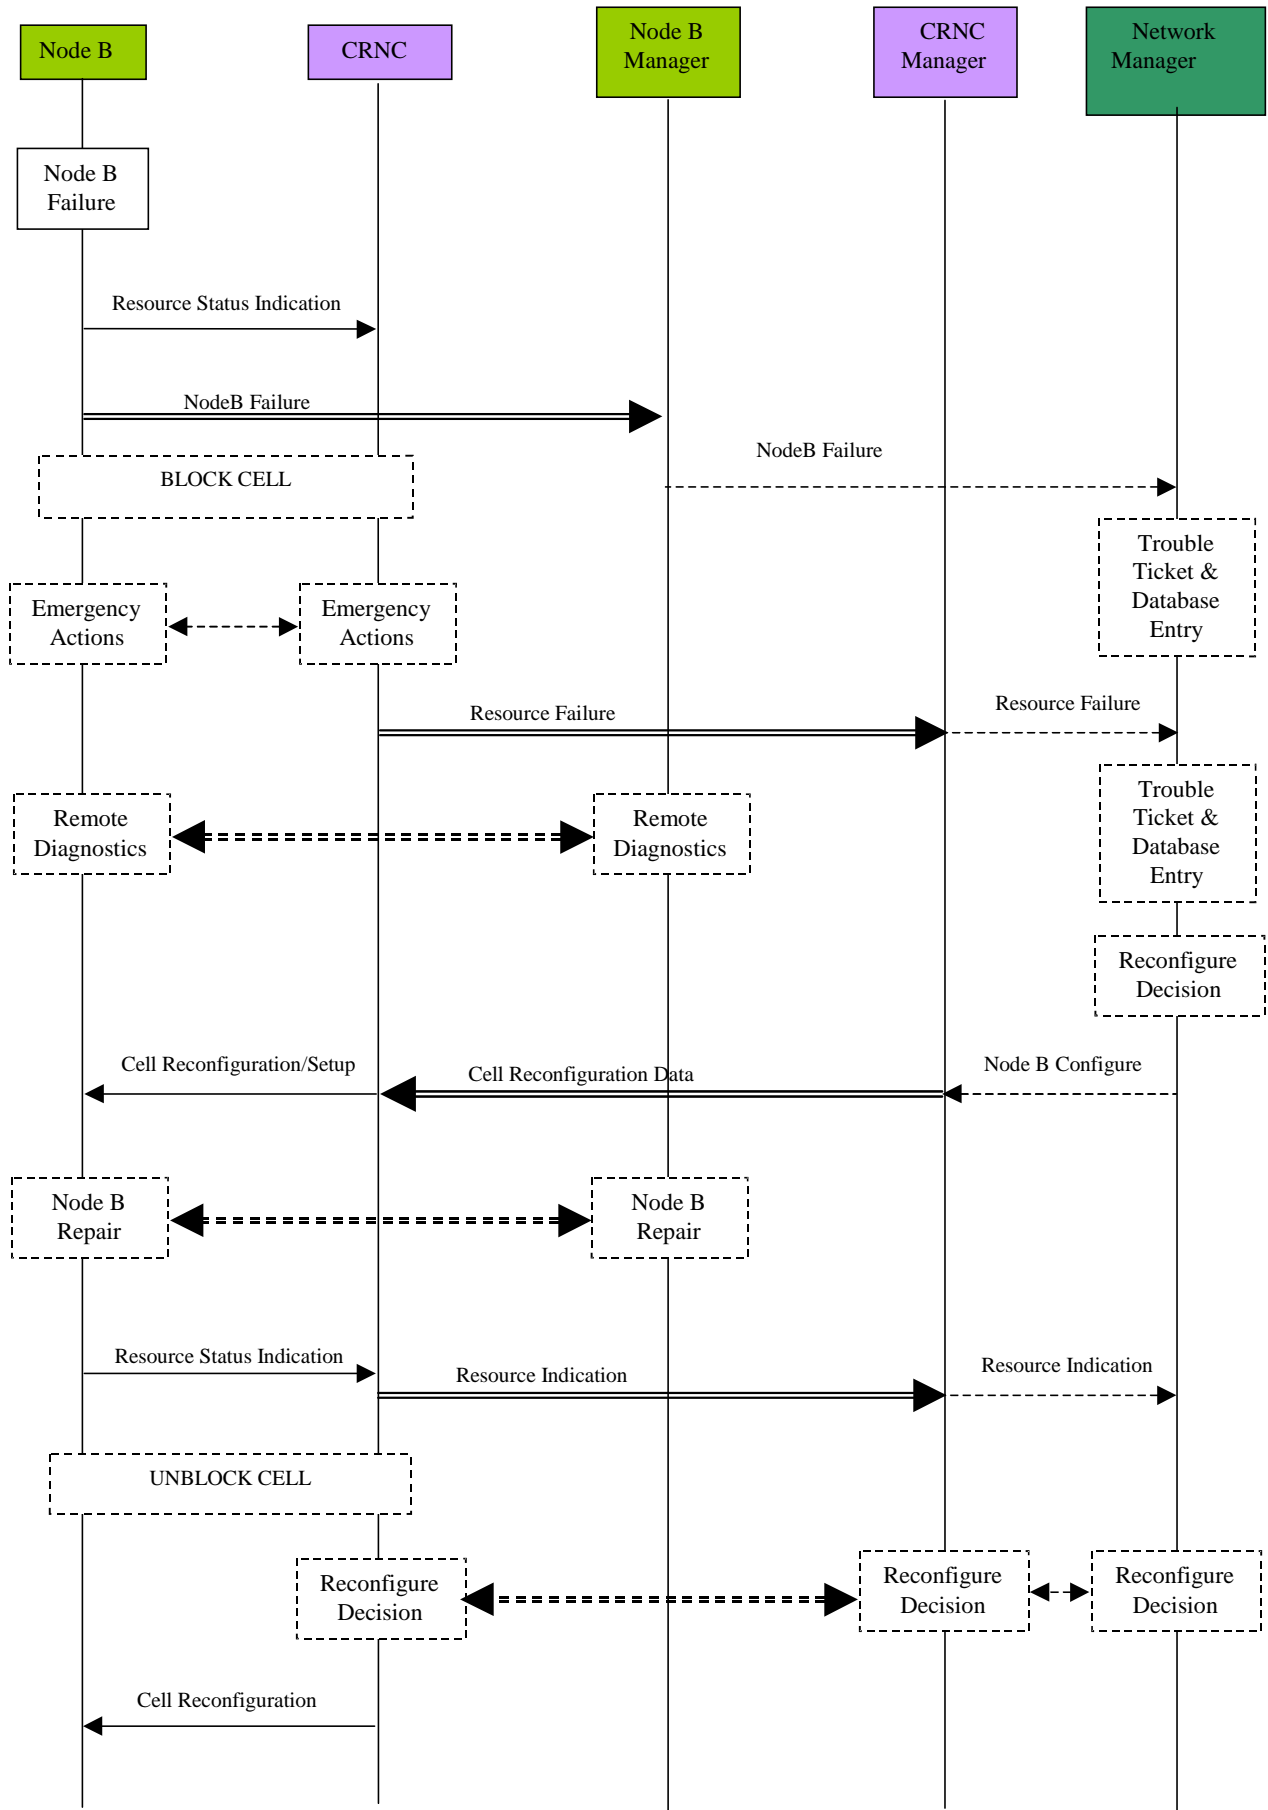 Node B
CRNC
Node B
Manager
CRNC
Manager
Network
Manager
Node B
Failure
Resource Status Indication
NodeB Failure
NodeB Failure
BLOCK CELL
Trouble
Ticket &
Database
Entry
Emergency
Actions
Emergency
Actions
Resource Failure
Resource Failure
Remote
Diagnostics
Remote
Diagnostics
Trouble
Ticket &
Database
Entry
Reconfigure
Decision
Cell Reconfiguration/Setup
Cell Reconfiguration Data
Node B Configure
Node B
Repair
Node B
Repair
Resource Status Indication
Resource Indication
Resource Indication
UNBLOCK CELL
Reconfigure
Decision
Reconfigure
Decision
Reconfigure
Decision
Cell Reconfiguration